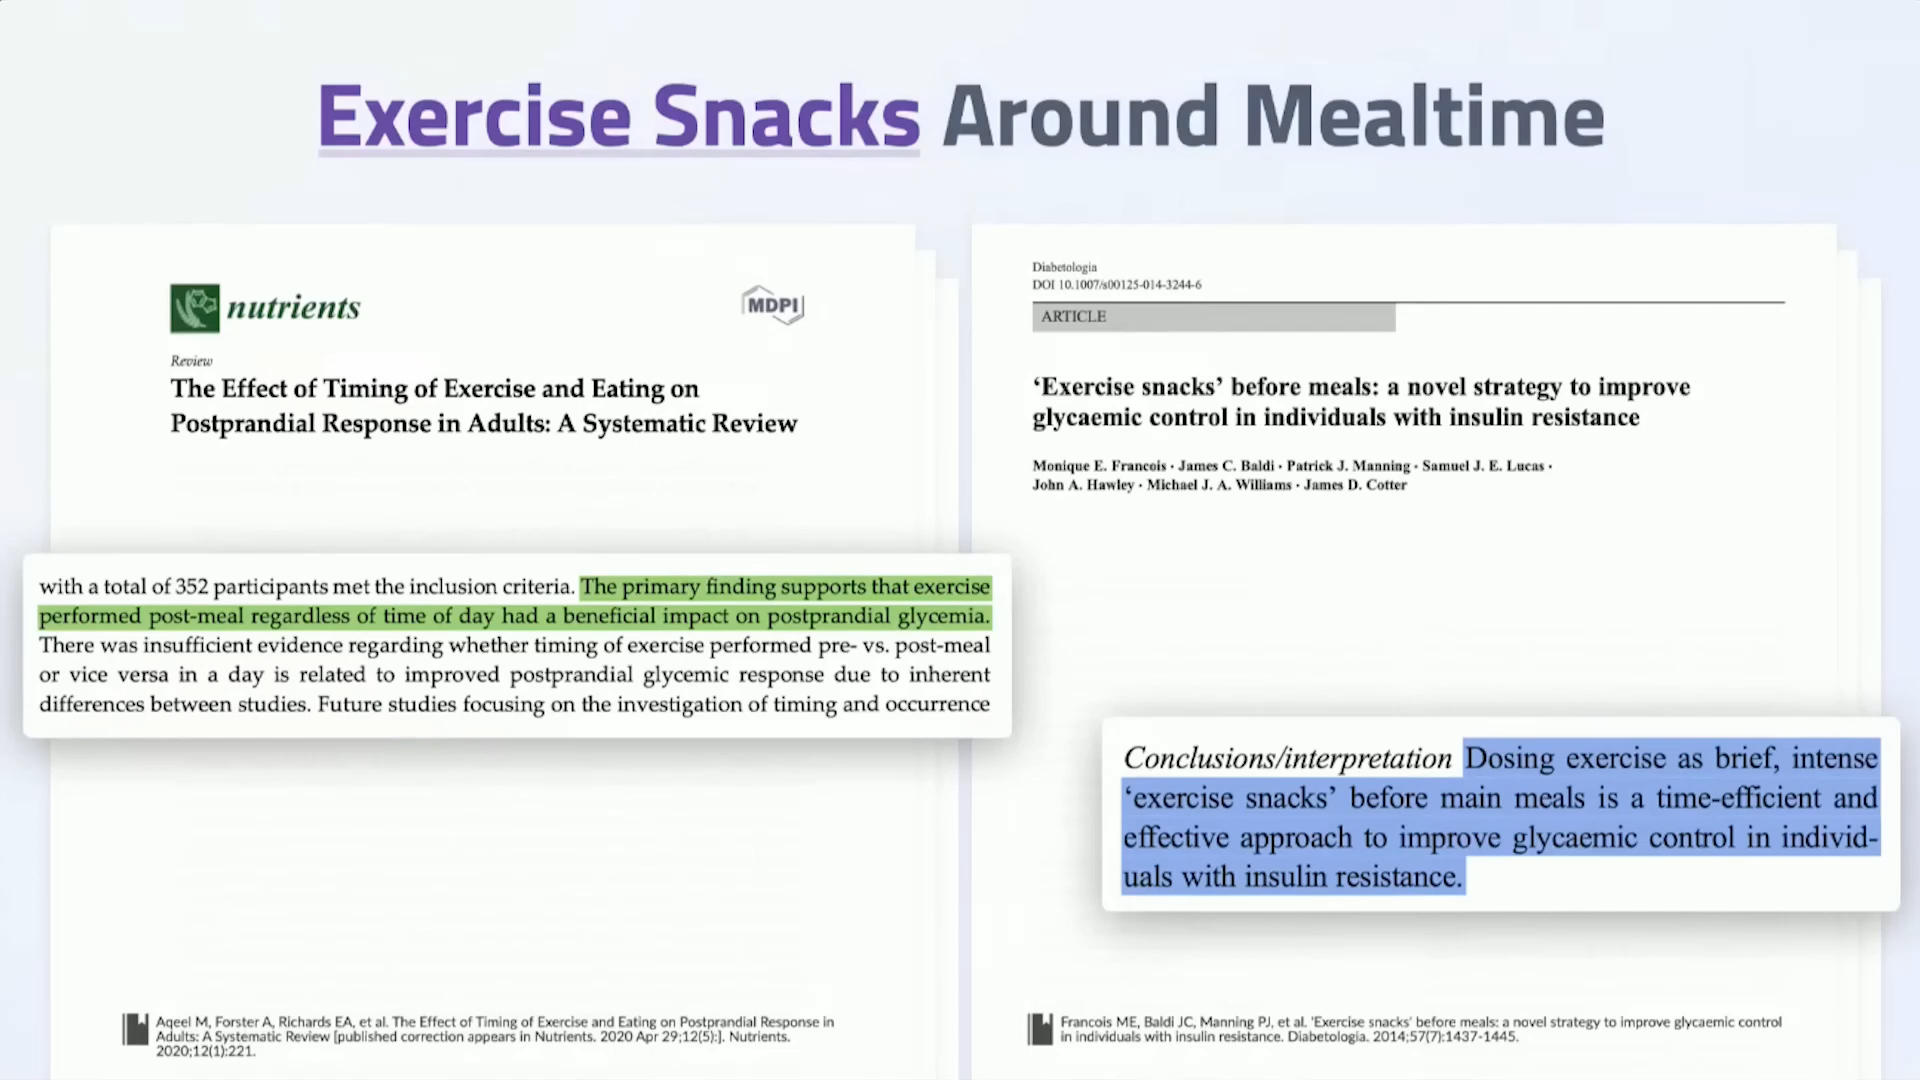 Exercise Snacks Around Mealtime
nutrients
MDPI
Review
The Effect of Timing of Exercise and Eating on
Postprandial Response in Adults: A Systematic Review
with a total of 352 participants met the inclusion criteria. The primary finding supports that exercise
performed post-meal regardless of time of day had a beneficial impact on postprandial glycemia.
There was insufficient evidence regarding whether timing of exercise performed pre- vs. post-meal
or vice versa in a day is related to improved postprandial glycemic response due to inherent
differences between studies. Future studies focusing on the investigation of timing and occurrence
Aqeel M, Forster A, Richards EA, et al. The Effect of Timing of Exercise and Eating on Postprandial Response in
Adults: A Systematic Review [published correction appears in Nutrients. 2020 Apr 29;12(5):]. Nutrients.
2020;12(1):221.
Diabetologia
DOI 10.1007/s00125-014-3244-6
ARTICLE
‘Exercise snacks’ before meals: a novel strategy to improve
glycaemic control in individuals with insulin resistance
Monique E. Francois · James C. Baldi · Patrick J. Manning · Samuel J. E. Lucas ·
John A. Hawley · Michael J. A. Williams · James D. Cotter
Conclusions/interpretation Dosing exercise as brief, intense
‘exercise snacks’ before main meals is a time-efficient and
effective approach to improve glycaemic control in individ-
uals with insulin resistance.
Francois ME, Baldi JC, Manning PJ, et al. 'Exercise snacks' before meals: a novel strategy to improve glycaemic control
in individuals with insulin resistance. Diabetologia. 2014;57(7):1437-1445.